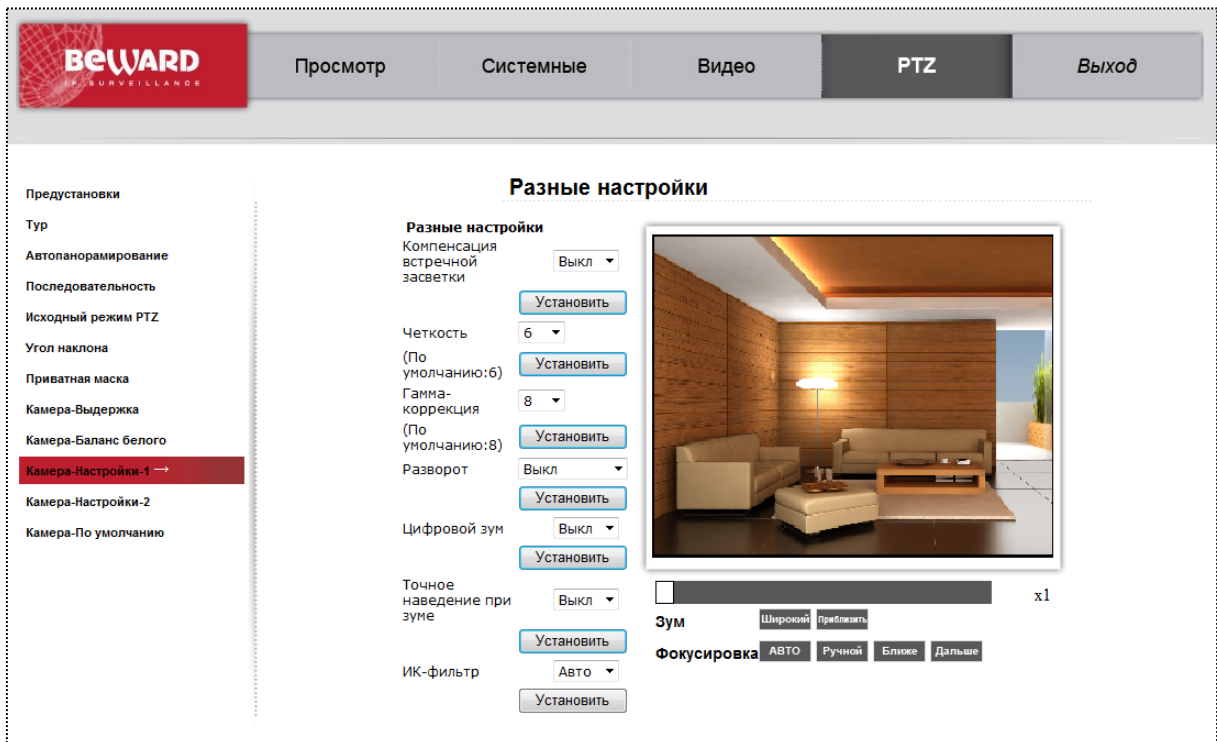 BEWARD
IP SURVEILLANCE
Просмотр
Системные
Видео
PTZ
Выход
Предустановки
Тур
Автопанорамирование
Последовательность
Исходный режим PTZ
Угол наклона
Приватная маска
Камера-Выдержка
Камера-Баланс белого
Камера-Настройки-1 →
Камера-Настройки-2
Камера-По умолчанию
Разные настройки
Разные настройки
Компенсация
встречной
засветки
Выкл
Установить
Четкость
6
(По
умолчанию:6)
Установить
Гамма-
коррекция
8
(По
умолчанию:8)
Установить
Разворот
Выкл
Установить
Цифровой зум
Выкл
Установить
Точное
наведение при
зуме
Выкл
Установить
ИК-фильтр
Авто
Установить
x1
Зум
Широкий
Приблизить
Фокусировка
АВТО
Ручной
Ближе
Дальше